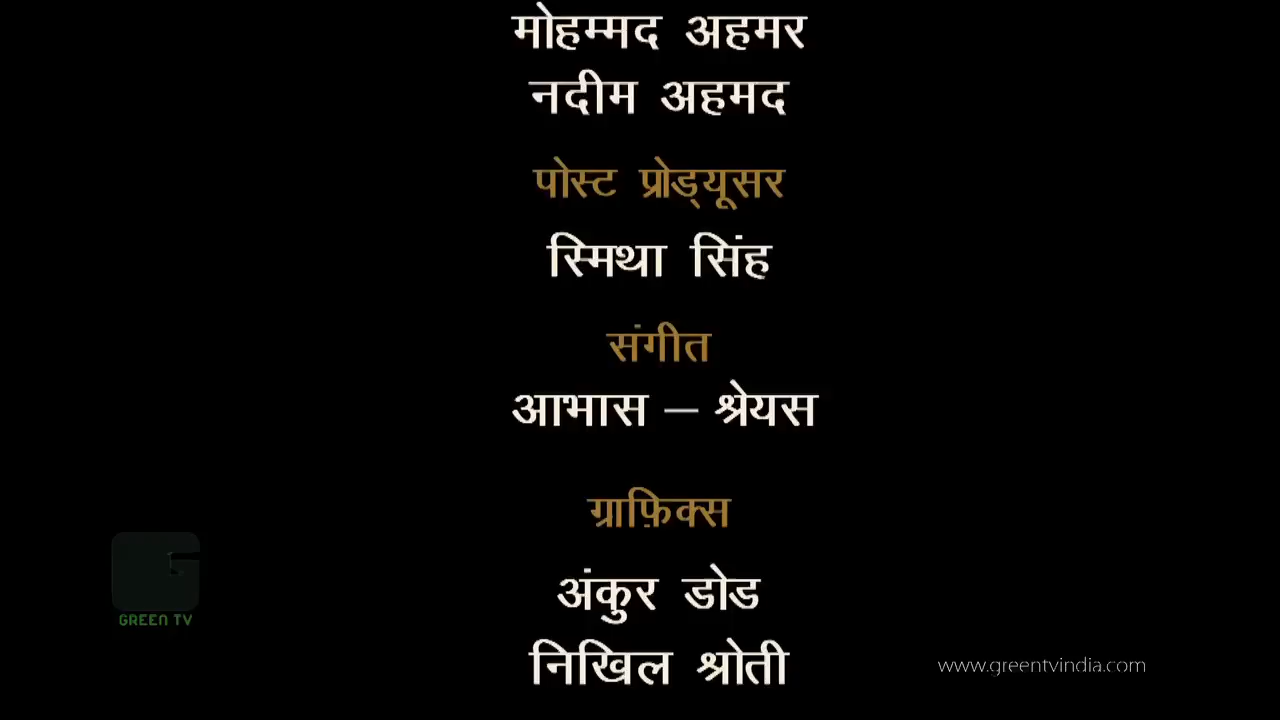 मोहम्मद अहमर
नदीम अहमद
पोस्ट प्रोड्यूसर
स्मिथा सिंह
संगीत
आभास – श्रेयस
ग्राफ़िक्स
अंकुर डोड
निखिल श्रोती
GREEN TV
www.greentvindia.com